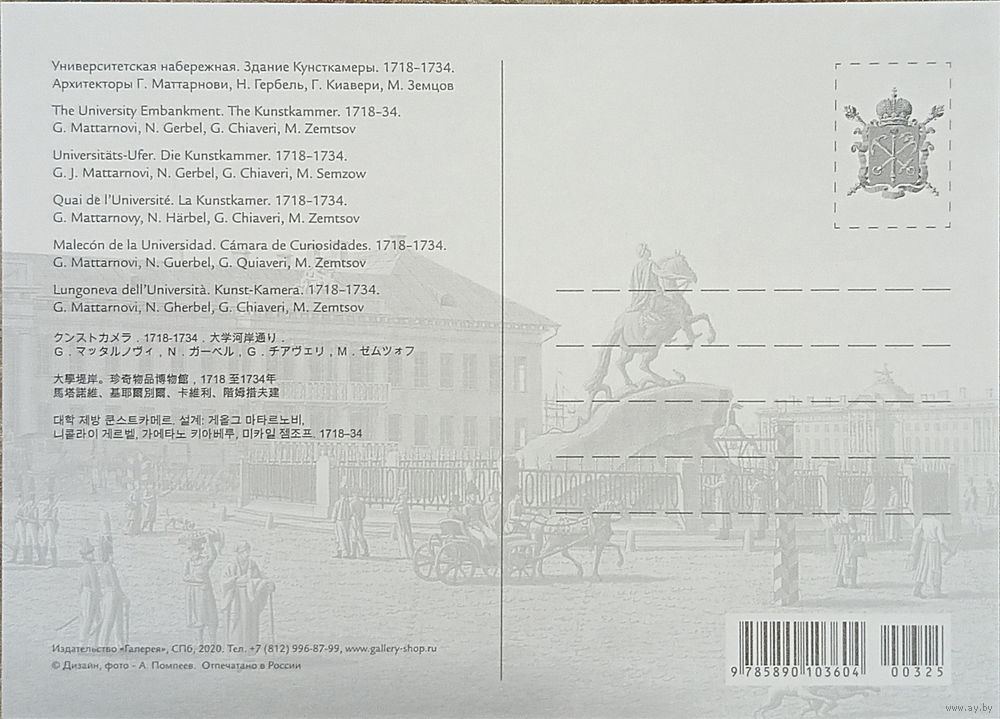 Университетская набережная. Здание Кунсткамеры. 1718–1734.
Архитекторы Г. Маттарнови, Н. Гербель, Г. Киавери, М. Земцов
The University Embankment. The Kunstkammer. 1718–34.
G. Mattarnovi, N. Gerbel, G. Chiaveri, M. Zemtsov
Universitäts-Ufer. Die Kunstkammer. 1718–1734.
G. J. Mattarnovi, N. Gerbel, G. Chiaveri, M. Semzow
Quai de l'Université. La Kunstkamer. 1718–1734.
G. Mattarnovy, N. Härbel, G. Chiaveri, M. Zemtsov
Malecón de la Universidad. Cámara de Curiosidades. 1718–1734.
G. Mattarnovi, N. Guerbel, G. Quiaveri, M. Zemtsov
Lungoneva dell'Università. Kunst-Kamera. 1718–1734.
G. Mattarnovi, N. Gherbel, G. Chiaveri, M. Zemtsov
クンストカメラ．1718-1734．大学河岸通り．
G．マッタルノヴィ，N．ガーベル，G．チアヴェリ，M．ゼムツォフ
大學堤岸。珍奇物品博物館，1718 至1734年
馬塔諾維、基耶爾別爾、卡維利、階姆措夫建
대학 제방 쿤스트카메르. 설계: 게올그 마타르노비,
니콜라이 게르벨, 가에타노 키아베루, 미카일 젬조프. 1718–34
Издательство «Галерея», СПб, 2020. Тел. +7 (812) 996-87-99, www.gallery-shop.ru
© Дизайн, фото - А. Помпеев. Отпечатано в России
9 785890 103604 00325
www.ay.by